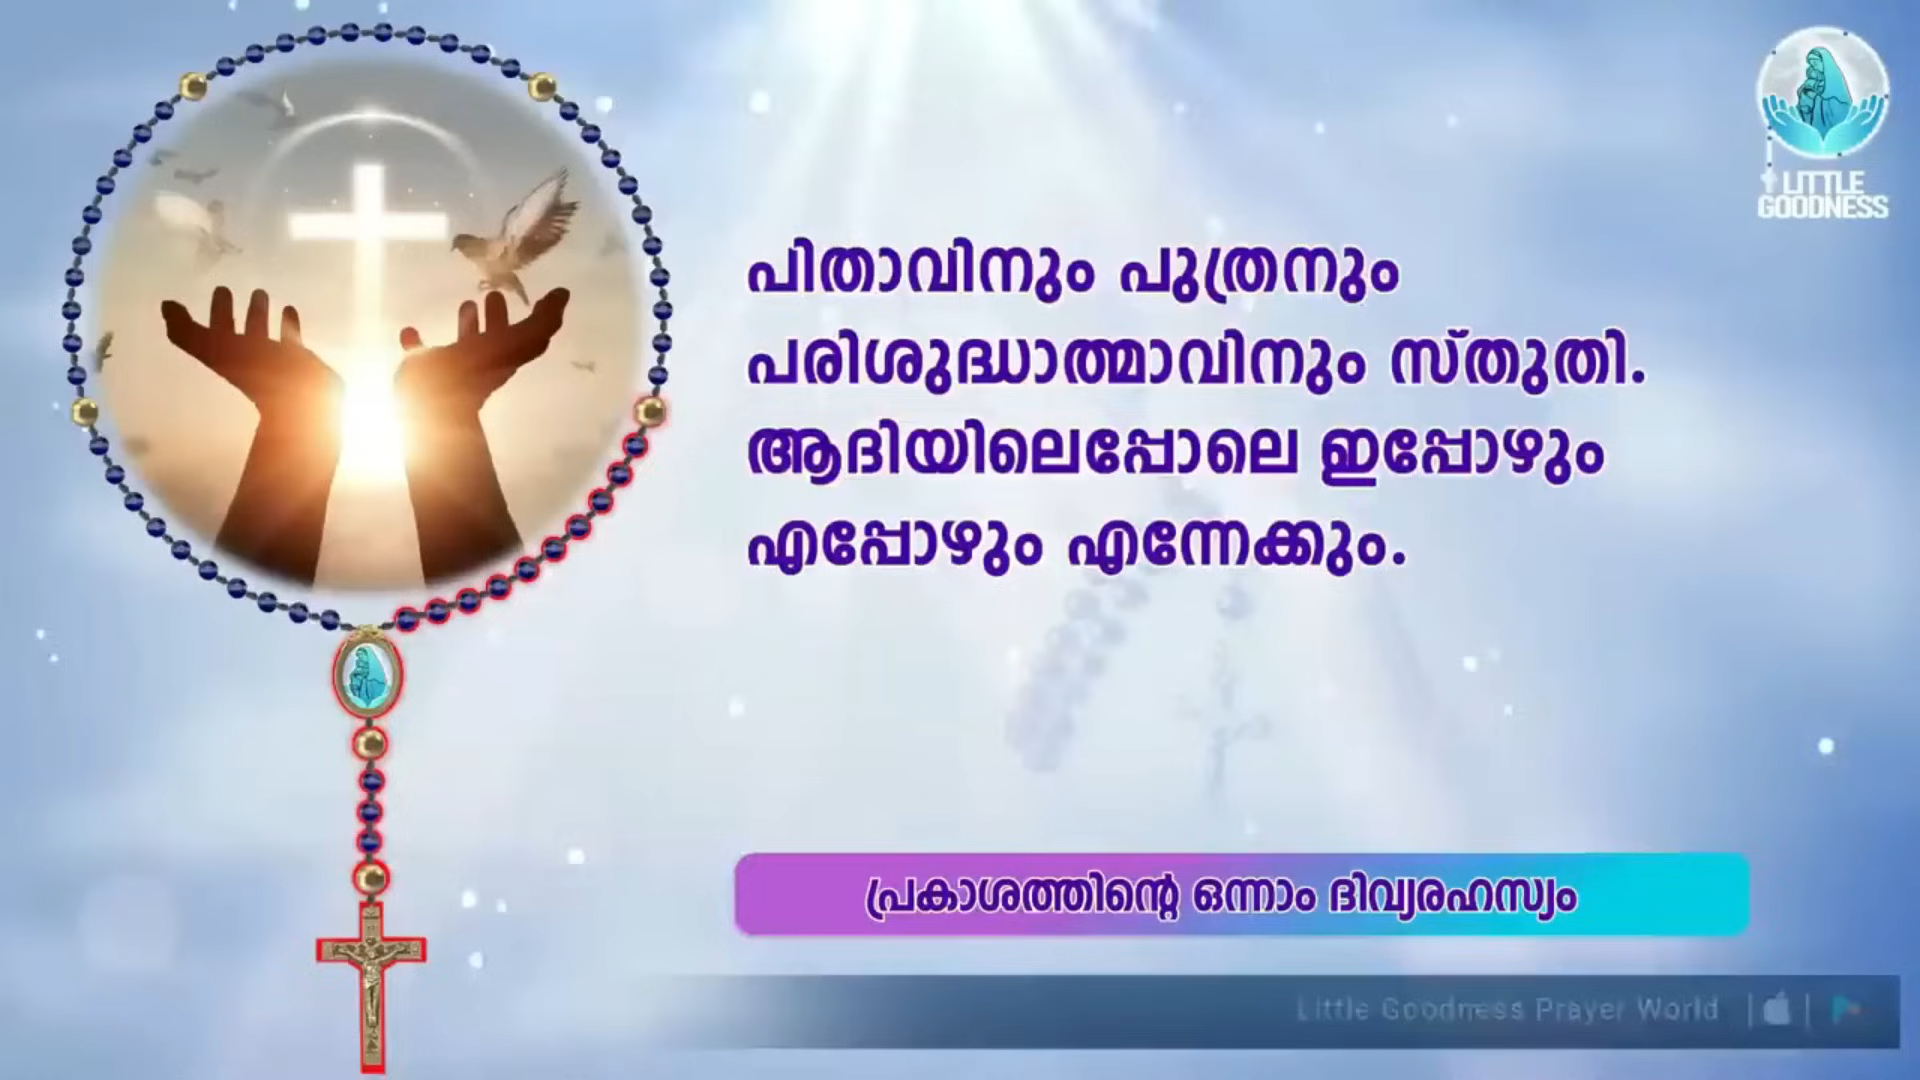 LITTLE
GOODNESS
പിതാവിനും പുത്രനും
പരിശുദ്ധാത്മാവിനും സ്തുതി.
ആദിയിലെപ്പോലെ ഇപ്പോഴും
എപ്പോഴും എന്നേക്കും.
പ്രകാശത്തിന്റെ ഒന്നാം ദിവ്യരഹസ്യം
Little Goodness Prayer World